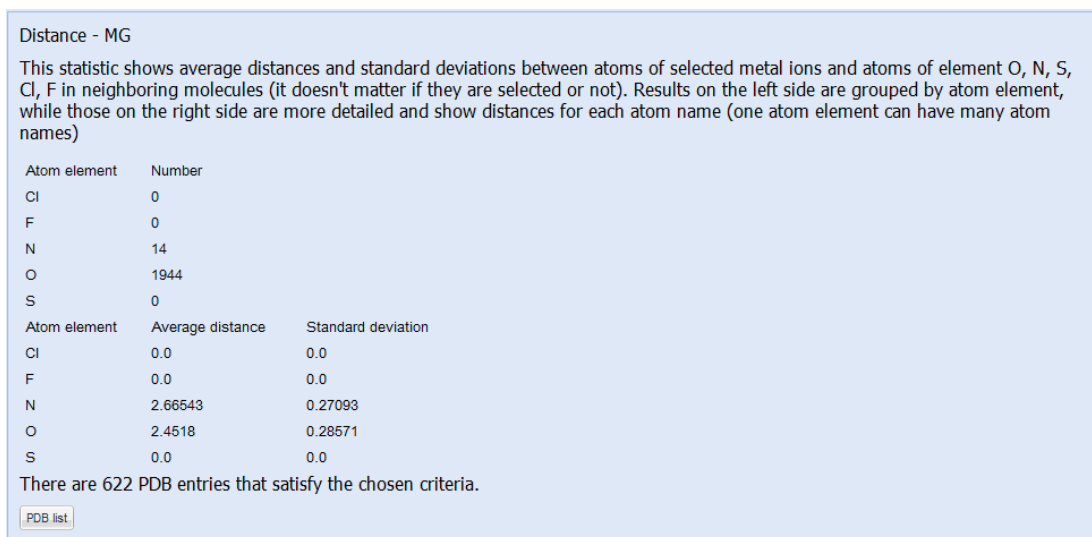 Distance - MG
This statistic shows average distances and standard deviations between atoms of selected metal ions and atoms of element O, N, S,
Cl, F in neighboring molecules (it doesn't matter if they are selected or not). Results on the left side are grouped by atom element,
while those on the right side are more detailed and show distances for each atom name (one atom element can have many atom
names)
Atom element Number
Cl 0
F 0
N 14
O 1944
S 0
Atom element Average distance Standard deviation
Cl 0.0 0.0
F 0.0 0.0
N 2.66543 0.27093
O 2.4518 0.28571
S 0.0 0.0
There are 622 PDB entries that satisfy the chosen criteria.
PDB list